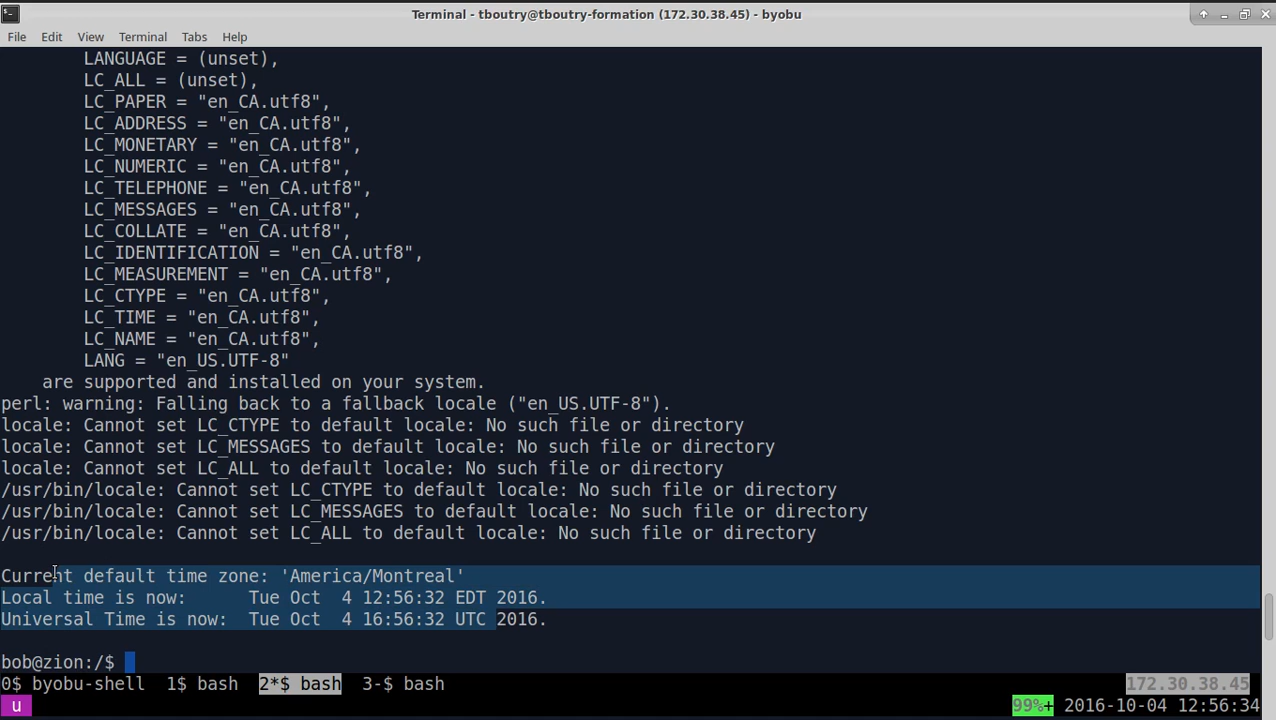 Terminal - tboutry@tboutry-formation (172.30.38.45) - byobu
File Edit View Terminal Tabs Help
LANGUAGE = (unset),
LC_ALL = (unset),
LC_PAPER = "en_CA.utf8",
LC_ADDRESS = "en_CA.utf8",
LC_MONETARY = "en_CA.utf8",
LC_NUMERIC = "en_CA.utf8",
LC_TELEPHONE = "en_CA.utf8",
LC_MESSAGES = "en_CA.utf8",
LC_COLLATE = "en_CA.utf8",
LC_IDENTIFICATION = "en_CA.utf8",
LC_MEASUREMENT = "en_CA.utf8",
LC_CTYPE = "en_CA.utf8",
LC_TIME = "en_CA.utf8",
LC_NAME = "en_CA.utf8",
LANG = "en_US.UTF-8"
are supported and installed on your system.
perl: warning: Falling back to a fallback locale ("en_US.UTF-8").
locale: Cannot set LC_CTYPE to default locale: No such file or directory
locale: Cannot set LC_MESSAGES to default locale: No such file or directory
locale: Cannot set LC_ALL to default locale: No such file or directory
/usr/bin/locale: Cannot set LC_CTYPE to default locale: No such file or directory
/usr/bin/locale: Cannot set LC_MESSAGES to default locale: No such file or directory
/usr/bin/locale: Cannot set LC_ALL to default locale: No such file or directory
Current default time zone: 'America/Montreal'
Local time is now: Tue Oct 4 12:56:32 EDT 2016.
Universal Time is now: Tue Oct 4 16:56:32 UTC 2016.
bob@zion:/$
0$ byobu-shell 1$ bash 2*$ bash 3-$ bash 172.30.38.45
u 99%+ 2016-10-04 12:56:34